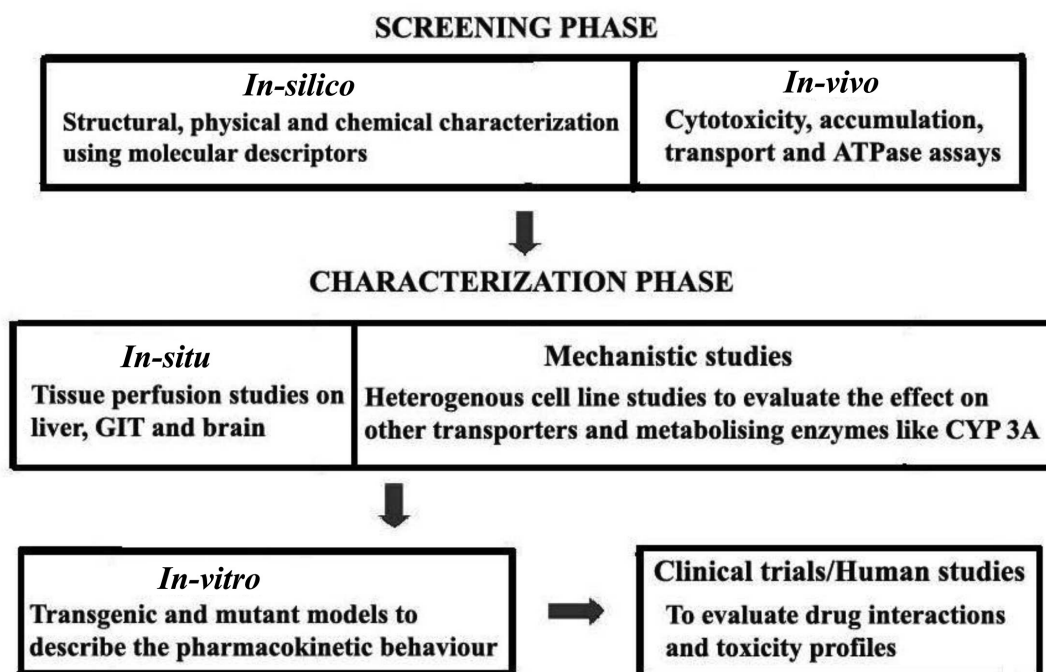 SCREENING PHASE
In-silico
Structural, physical and chemical characterization
using molecular descriptors
In-vivo
Cytotoxicity, accumulation,
transport and ATPase assays
CHARACTERIZATION PHASE
In-situ
Tissue perfusion studies on
liver, GIT and brain
Mechanistic studies
Heterogenous cell line studies to evaluate the effect on
other transporters and metabolising enzymes like CYP 3A
In-vitro
Transgenic and mutant models to
describe the pharmacokinetic behaviour
Clinical trials/Human studies
To evaluate drug interactions
and toxicity profiles